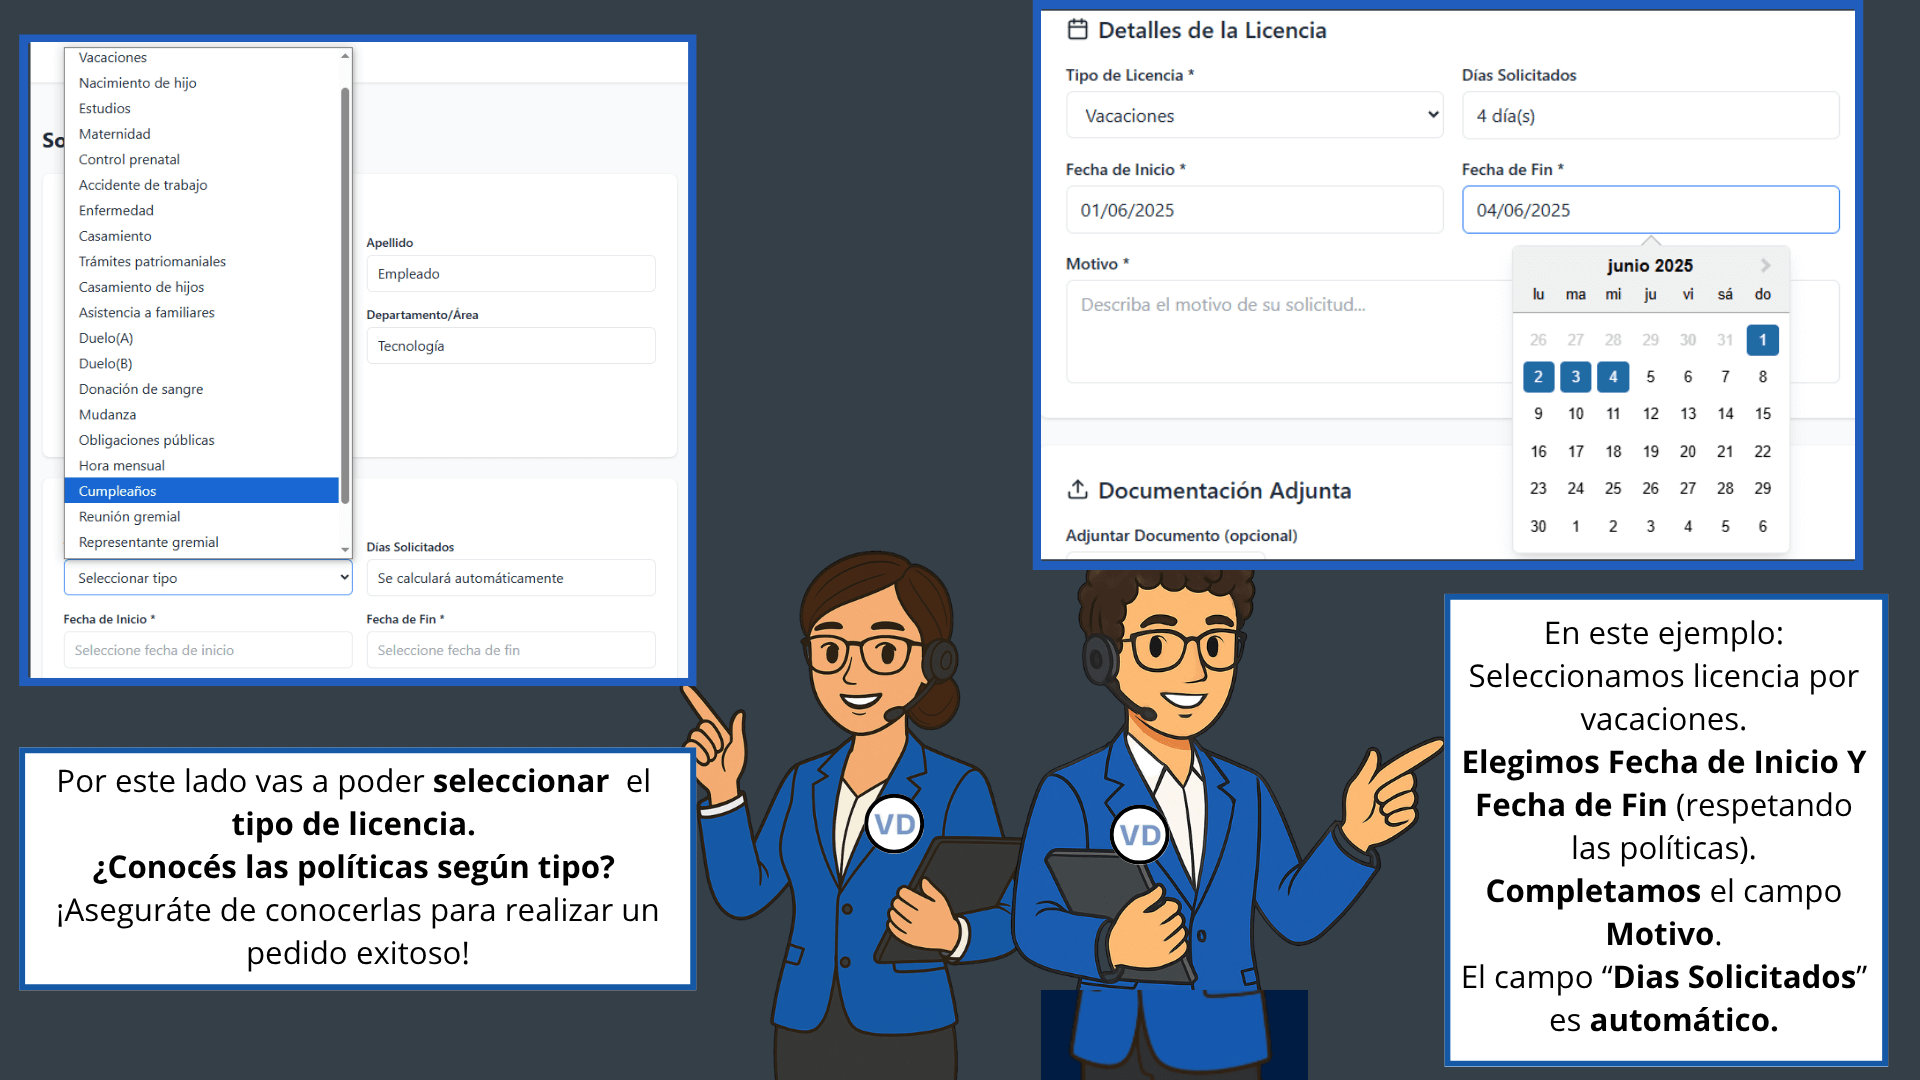 Vacaciones
Nacimiento de hijo
Estudios
Maternidad
Control prenatal
Accidente de trabajo
Enfermedad
Casamiento
Trámites patriomaniales
Casamiento de hijos
Asistencia a familiares
Duelo(A)
Duelo(B)
Donación de sangre
Mudanza
Obligaciones públicas
Hora mensual
Cumpleaños
Reunión gremial
Representante gremial
So
Apellido
Empleado
Departamento/Área
Tecnología
Días Solicitados
Seleccionar tipo
Se calculará automáticamente
Fecha de Inicio *
Fecha de Fin *
Seleccione fecha de inicio
Seleccione fecha de fin
Por este lado vas a poder seleccionar el
tipo de licencia.
¿Conocés las políticas según tipo?
¡Aseguráte de conocerlas para realizar un
pedido exitoso!
VD
VD
Detalles de la Licencia
Tipo de Licencia *
Días Solicitados
Vacaciones
4 día(s)
Fecha de Inicio *
Fecha de Fin *
01/06/2025
04/06/2025
Motivo *
Describa el motivo de su solicitud...
junio 2025
lu ma mi ju vi sá do
26 27 28 29 30 31 1
2 3 4 5 6 7 8
9 10 11 12 13 14 15
16 17 18 19 20 21 22
23 24 25 26 27 28 29
30 1 2 3 4 5 6
Documentación Adjunta
Adjuntar Documento (opcional)
En este ejemplo:
Seleccionamos licencia por
vacaciones.
Elegimos Fecha de Inicio Y
Fecha de Fin (respetando
las políticas).
Completamos el campo
Motivo.
El campo “Dias Solicitados”
es automático.